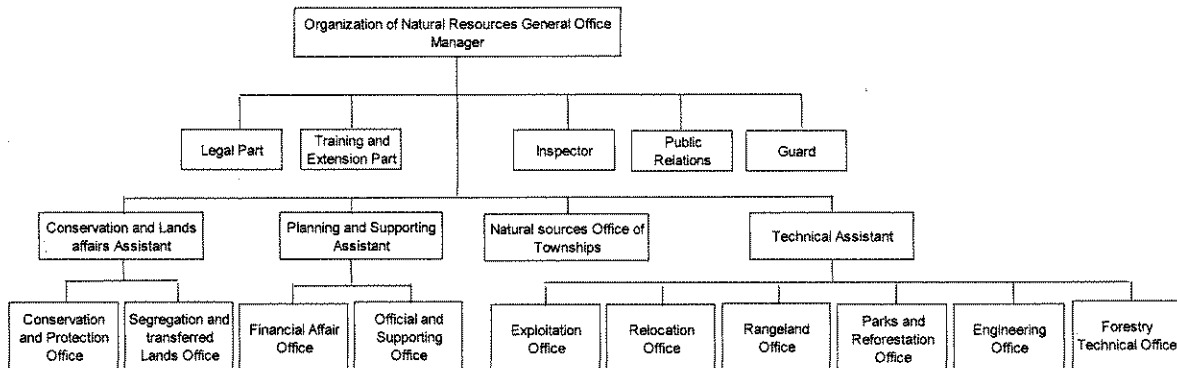 Organization of Natural Resources General Office
Manager
Legal Part
Training and
Extension Part
Inspector
Public
Relations
Guard
Conservation and Lands
affairs Assistant
Planning and Supporting
Assistant
Natural sources Office of
Townships
Technical Assistant
Conservation
and Protection
Office
Segregation and
transferred
Lands Office
Financial Affair
Office
Official and
Supporting
Office
Exploitation
Office
Relocation
Office
Rangeland
Office
Parks and
Reforestation
Office
Engineering
Office
Forestry
Technical Office